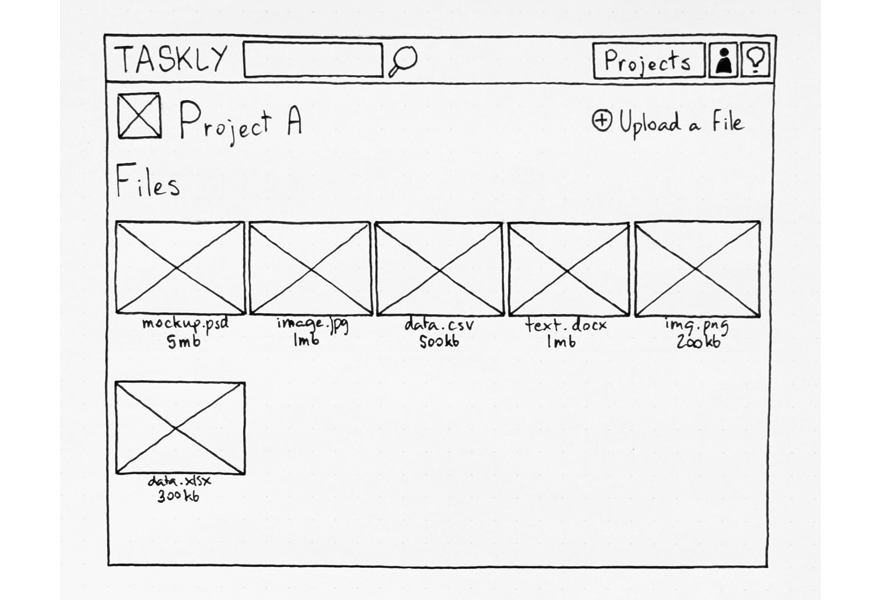 TASKLY
Projects
Project A
Upload a File
Files
mockup.psd
5mb
image.jpg
1mb
data.csv
500kb
text.docx
1mb
img.png
200kb
data.xlsx
300kb